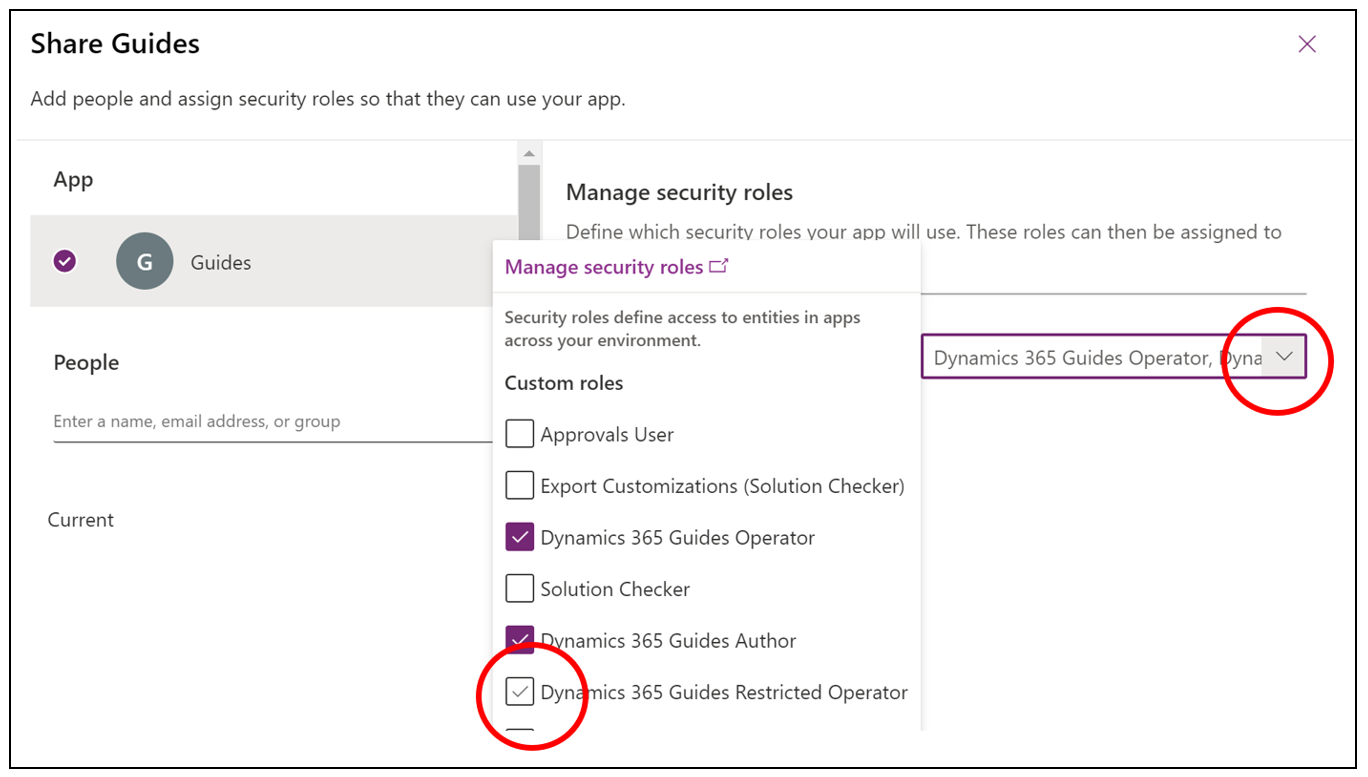 Share Guides
Add people and assign security roles so that they can use your app.
App
G
Guides
People
Enter a name, email address, or group
Current
Manage security roles
Define which security roles your app will use. These roles can then be assigned to
Dynamics 365 Guides Operator, Dyna
Manage security roles
Security roles define access to entities in apps
across your environment.
Custom roles
Approvals User
Export Customizations (Solution Checker)
Dynamics 365 Guides Operator
Solution Checker
Dynamics 365 Guides Author
Dynamics 365 Guides Restricted Operator